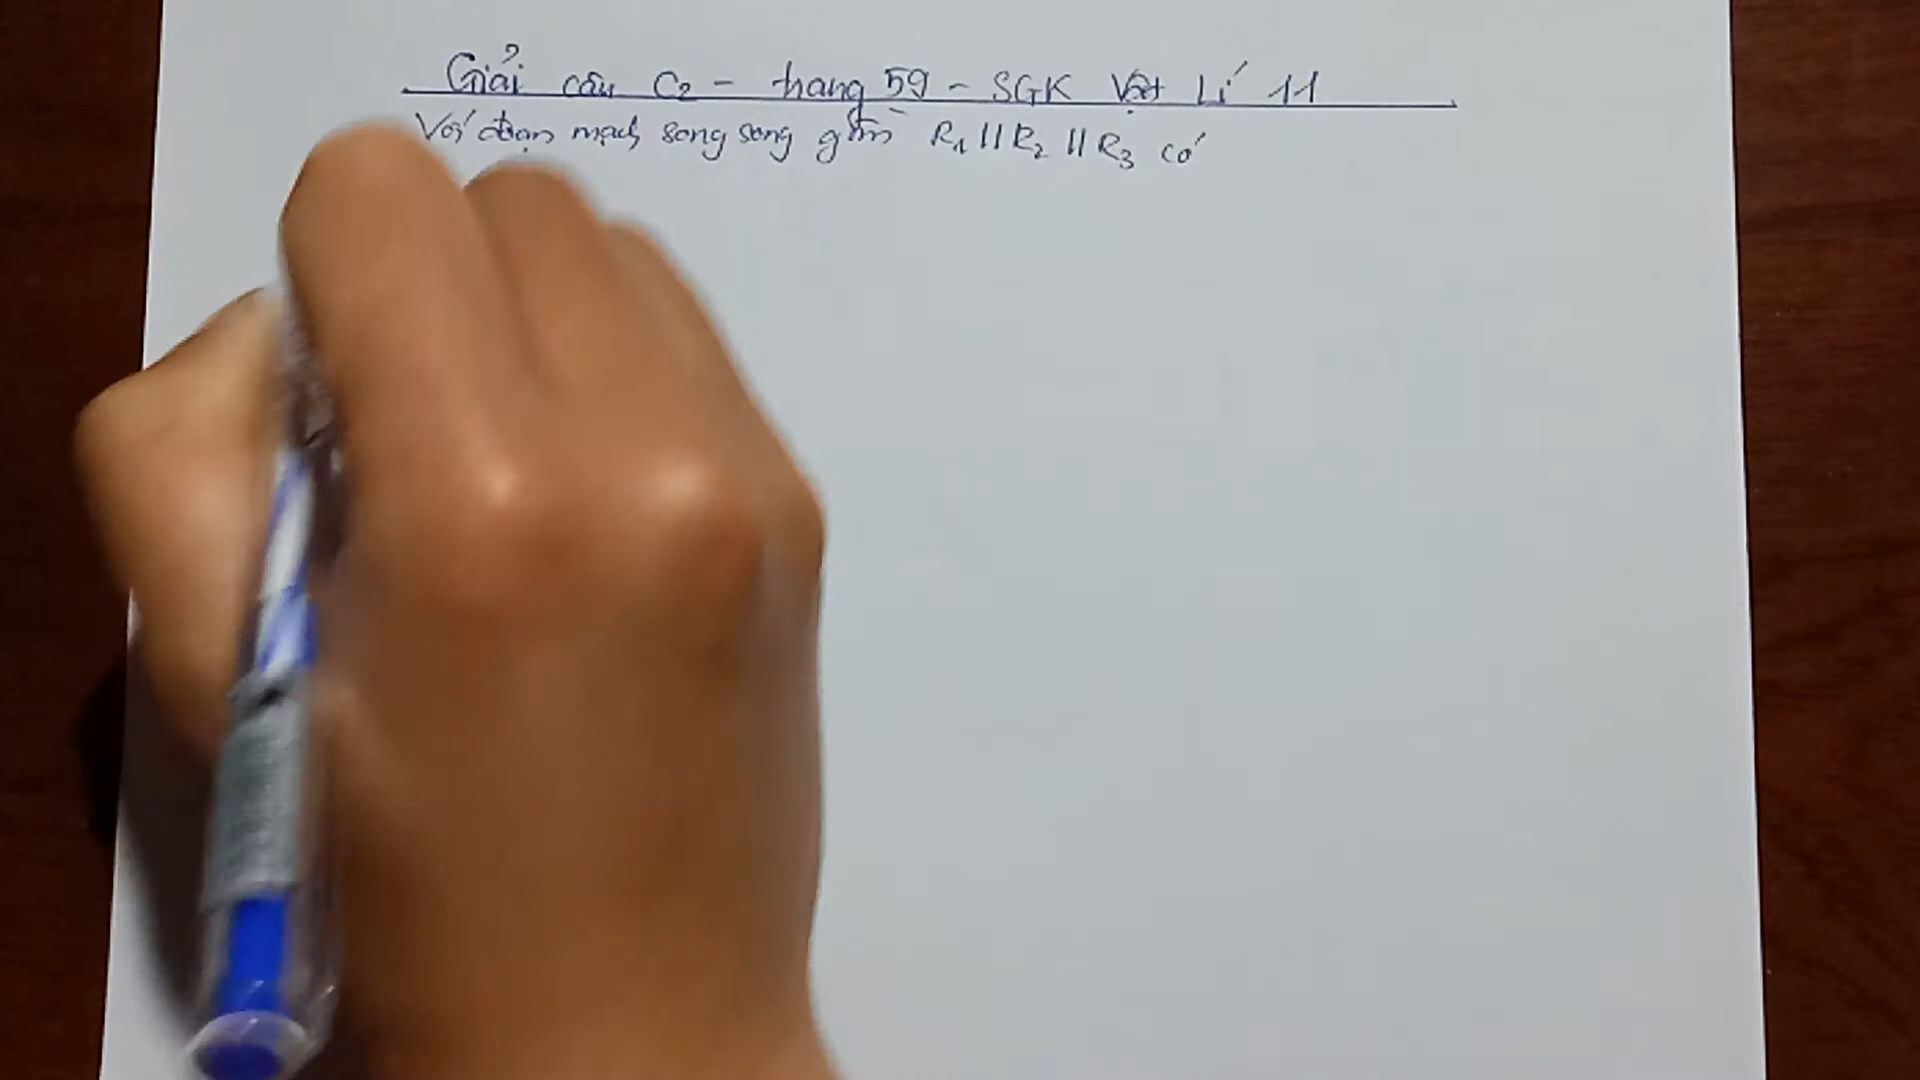 Giải câu C2 - trang 59 - SGK Vật Lí 11
Với đoạn mạch song song gồm R1 // R2 // R3 có